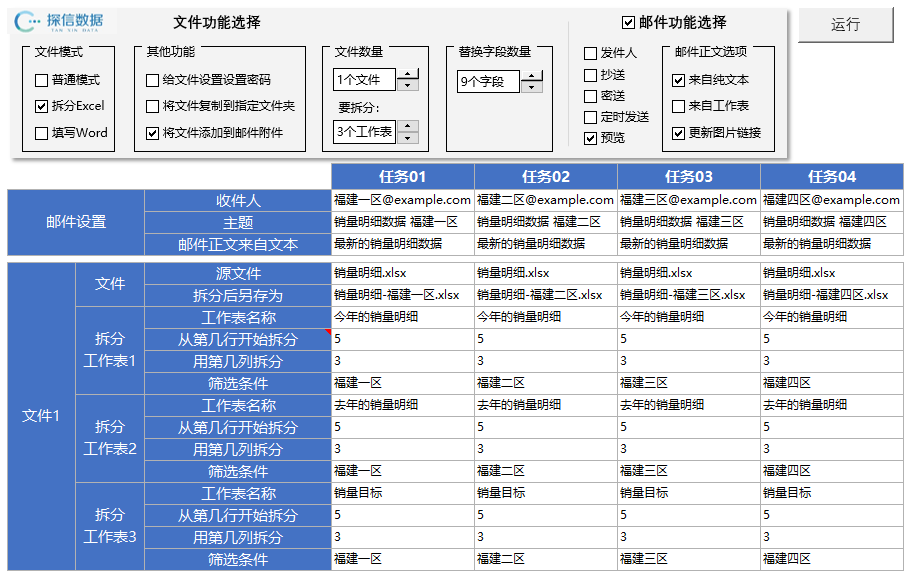 探信数据
TAN XIN DATA
文件功能选择
邮件功能选择
运行
文件模式
普通模式
拆分Excel
填写Word
其他功能
给文件设置设置密码
将文件复制到指定文件夹
将文件添加到邮件附件
文件数量
1个文件
要拆分:
3个工作表
替换字段数量
9个字段
发件人
抄送
密送
定时发送
预览
邮件正文选项
来自纯文本
来自工作表
更新图片链接
任务01 任务02 任务03 任务04
邮件设置
收件人 福建一区@example.com 福建二区@example.com 福建三区@example.com 福建四区@example.com
主题 销量明细数据 福建一区 销量明细数据 福建二区 销量明细数据 福建三区 销量明细数据 福建四区
邮件正文来自文本 最新的销量明细数据 最新的销量明细数据 最新的销量明细数据 最新的销量明细数据
文件1
文件
源文件 销量明细.xlsx 销量明细.xlsx 销量明细.xlsx 销量明细.xlsx
拆分后另存为 销量明细-福建一区.xlsx 销量明细-福建二区.xlsx 销量明细-福建三区.xlsx 销量明细-福建四区.xlsx
拆分
工作表1
工作表名称 今年的销量明细 今年的销量明细 今年的销量明细 今年的销量明细
从第几行开始拆分 5 5 5 5
用第几列拆分 3 3 3 3
筛选条件 福建一区 福建二区 福建三区 福建四区
拆分
工作表2
工作表名称 去年的销量明细 去年的销量明细 去年的销量明细 去年的销量明细
从第几行开始拆分 5 5 5 5
用第几列拆分 3 3 3 3
筛选条件 福建一区 福建二区 福建三区 福建四区
拆分
工作表3
工作表名称 销量目标 销量目标 销量目标 销量目标
从第几行开始拆分 5 5 5 5
用第几列拆分 3 3 3 3
筛选条件 福建一区 福建二区 福建三区 福建四区